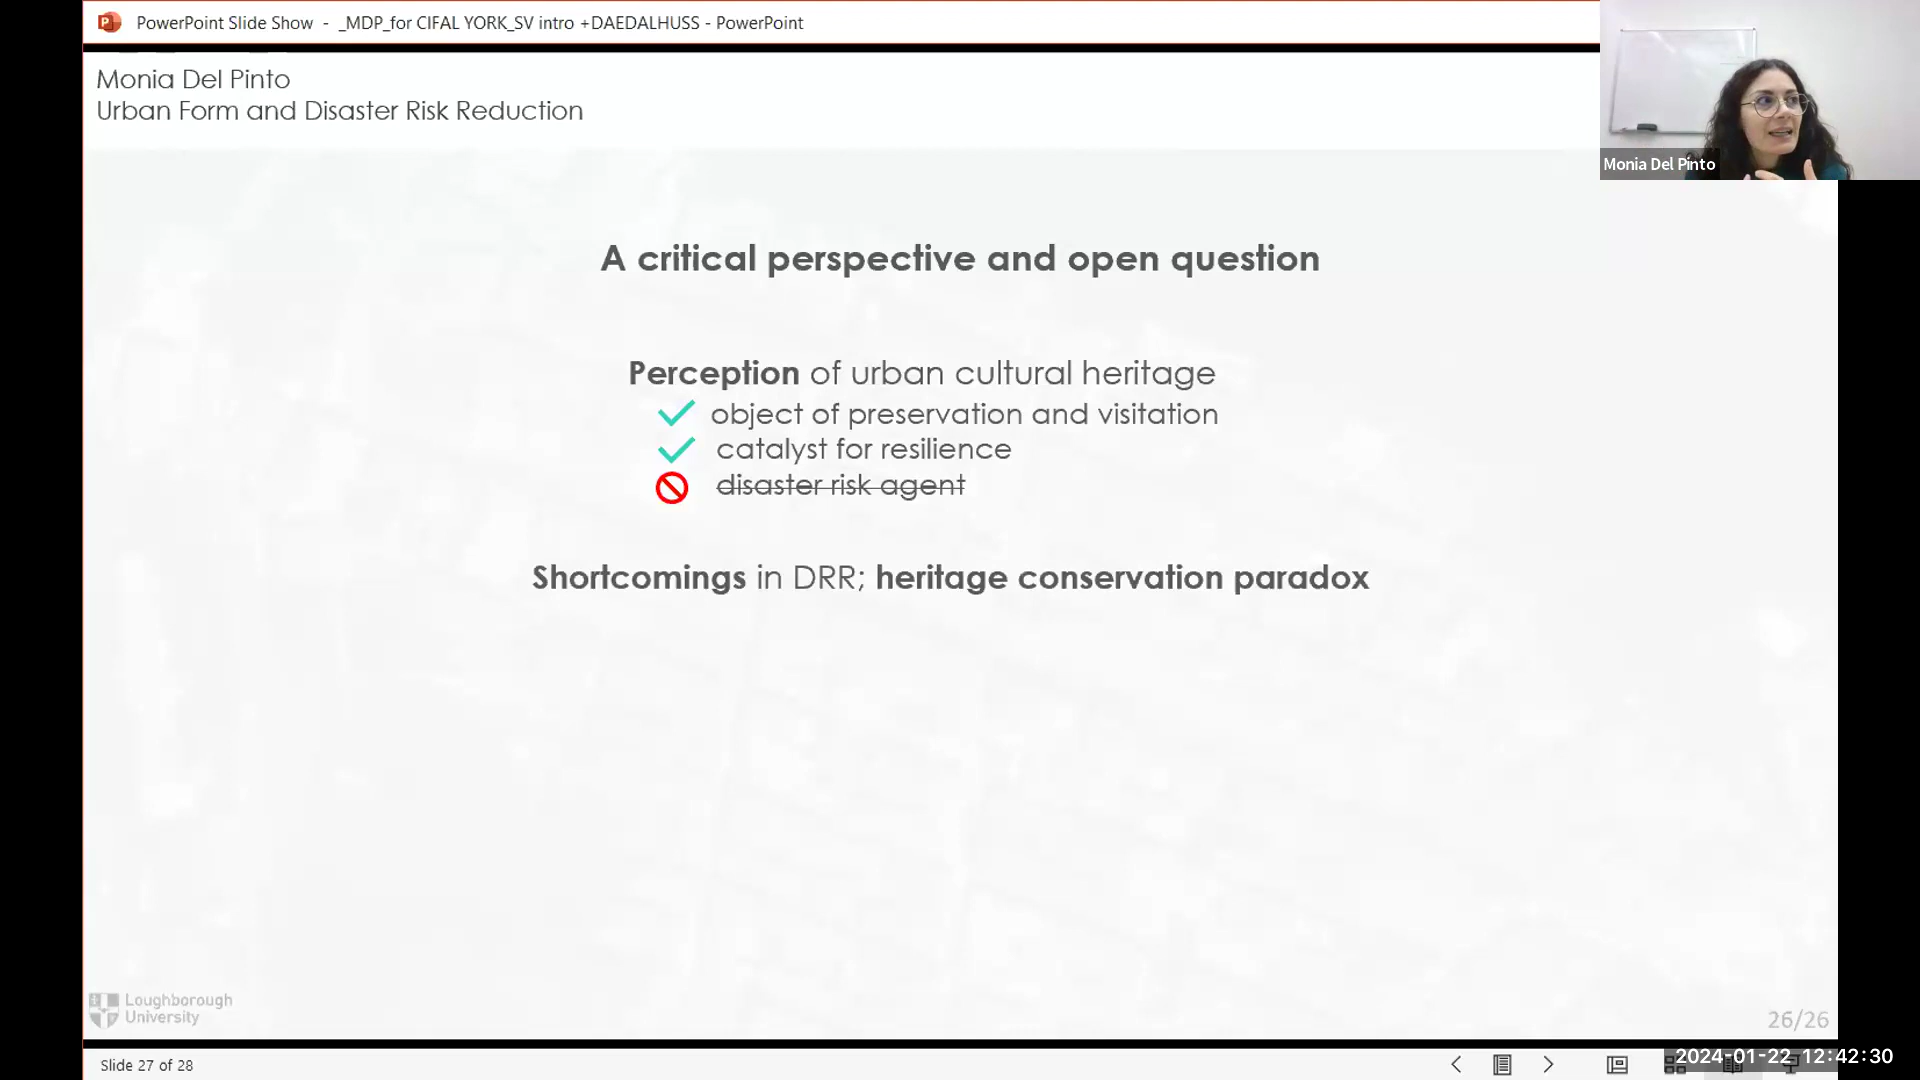 PowerPoint Slide Show - _MDP_for CIFAL YORK_SV intro +DAEDALHUSS - PowerPoint
Monia Del Pinto
Urban Form and Disaster Risk Reduction
Monia Del Pinto
A critical perspective and open question
Perception of urban cultural heritage
object of preservation and visitation
catalyst for resilience
disaster risk agent
Shortcomings in DRR; heritage conservation paradox
Loughborough
University
26/26
Slide 27 of 28
2024-01-22 12:42:30